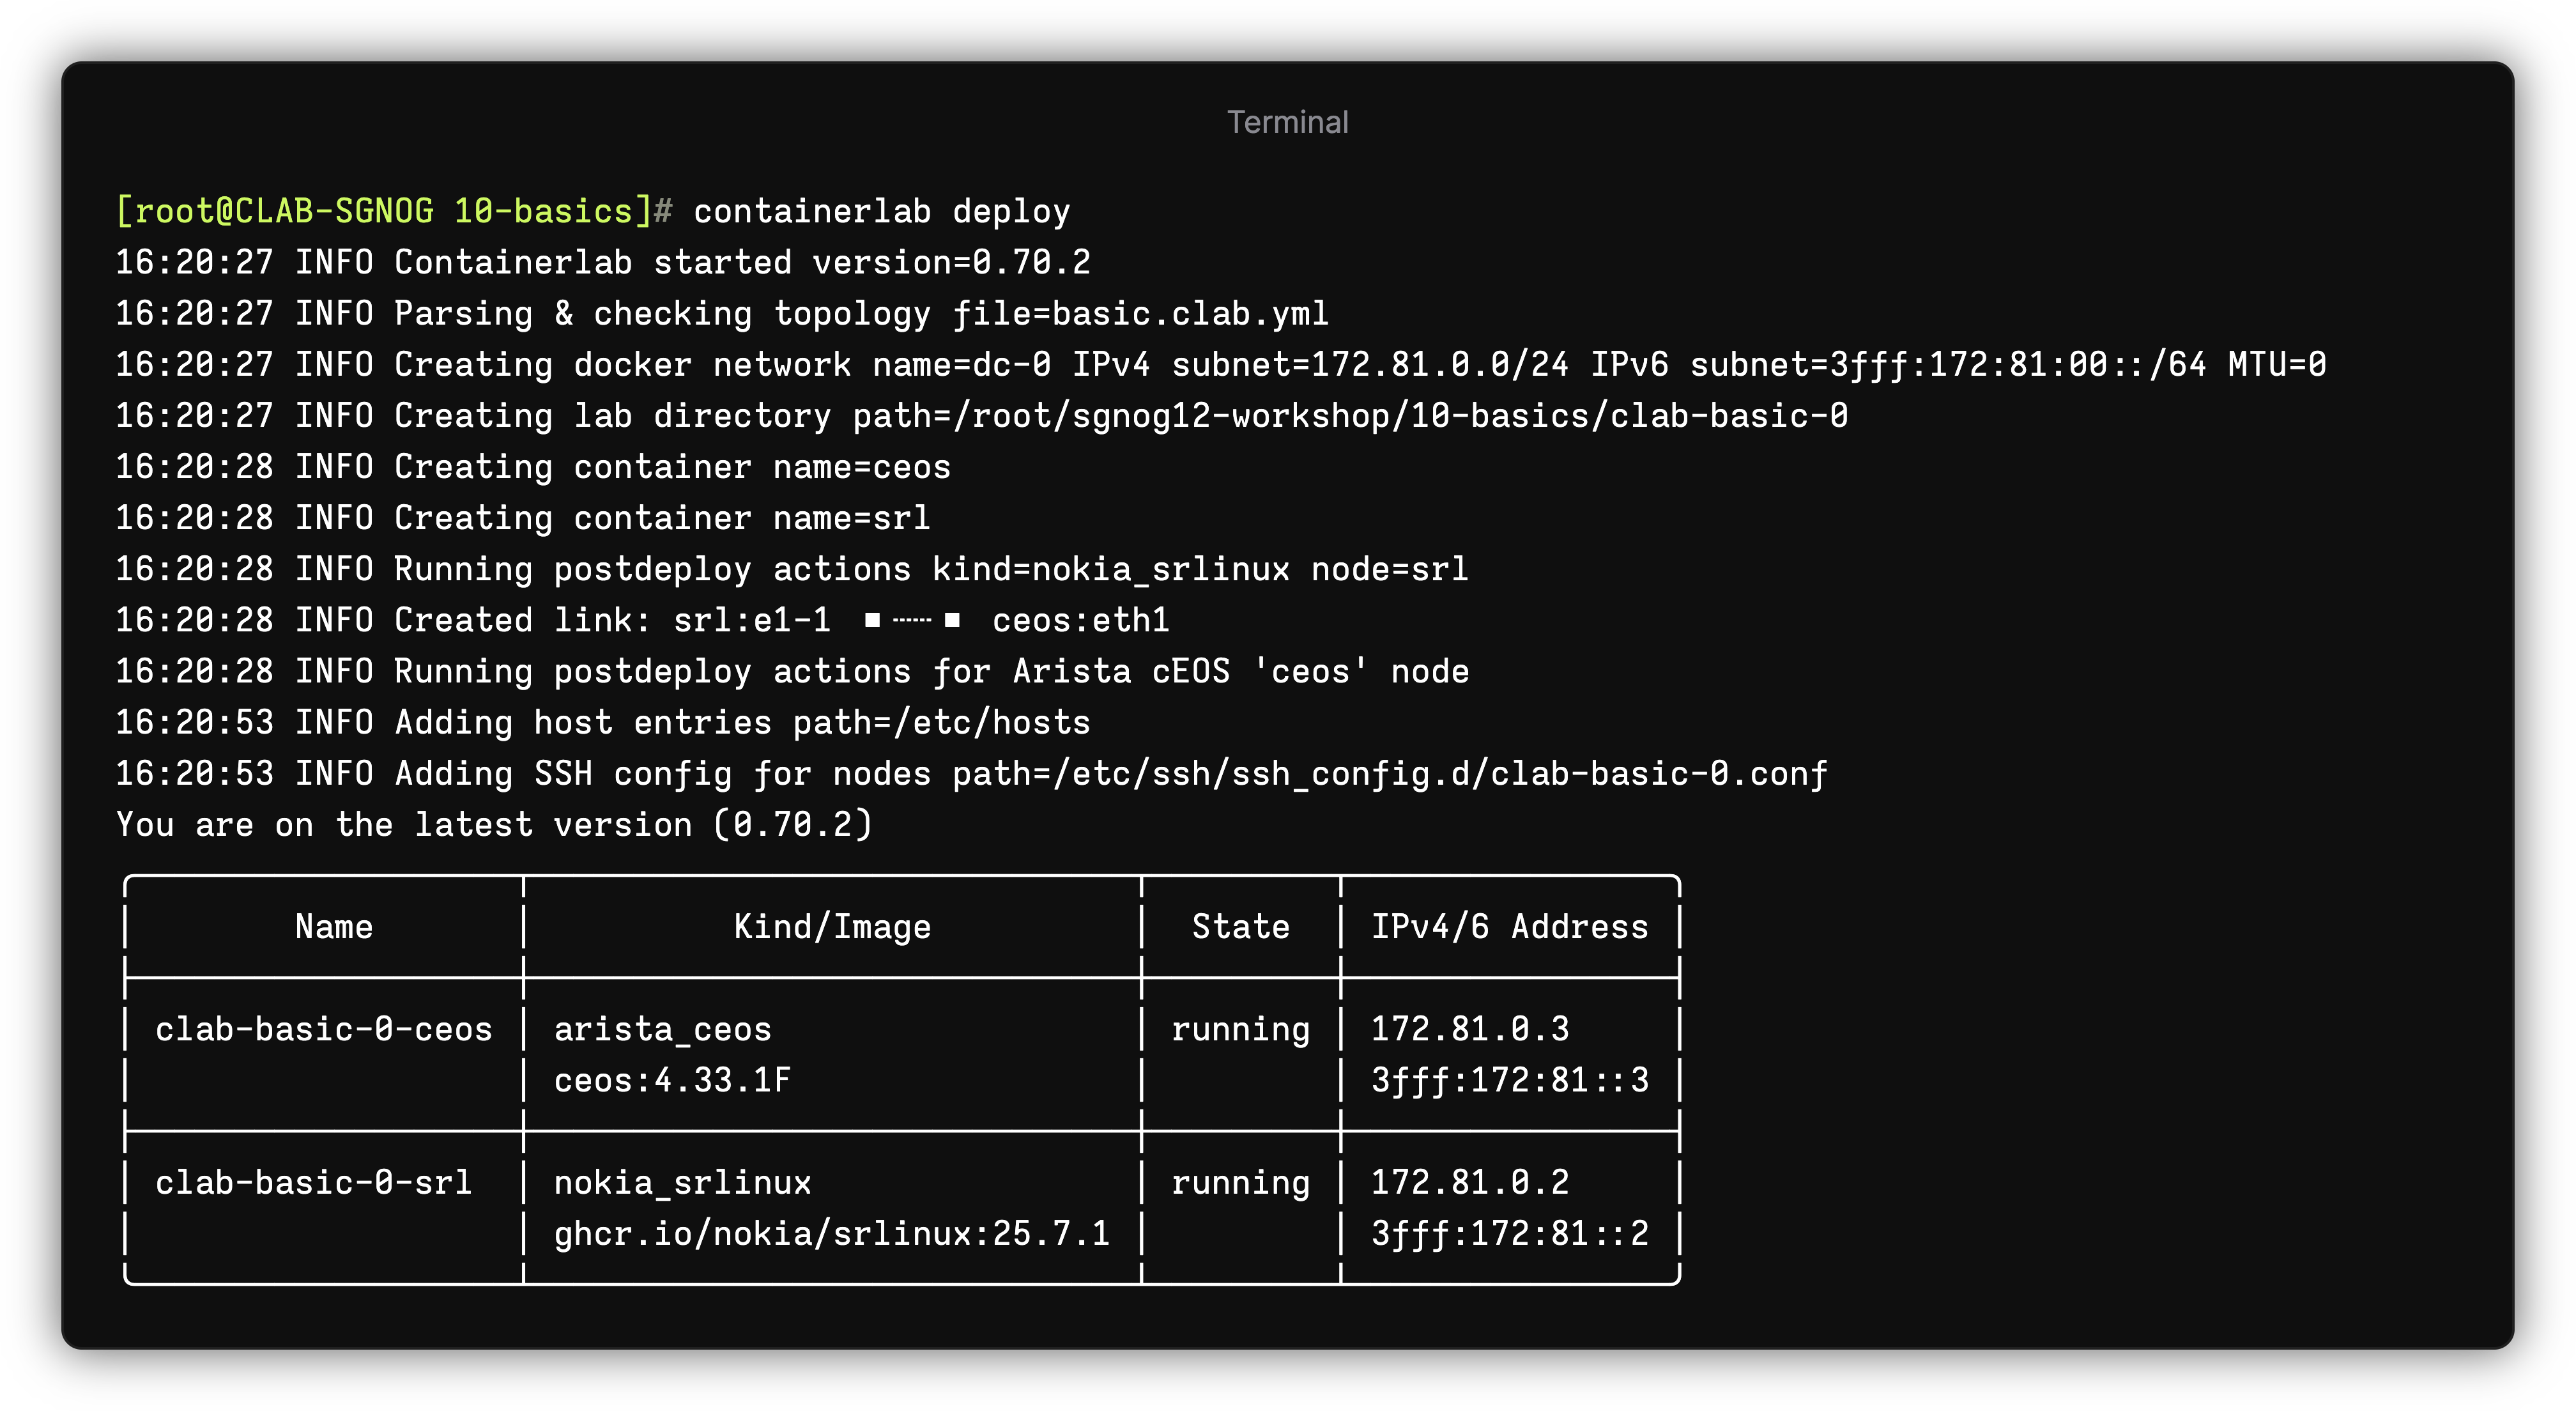 Terminal
[root@CLAB-SGNOG 10-basics]# containerlab deploy
16:20:27 INFO Containerlab started version=0.70.2
16:20:27 INFO Parsing & checking topology file=basic.clab.yml
16:20:27 INFO Creating docker network name=dc-0 IPv4 subnet=172.81.0.0/24 IPv6 subnet=3fff:172:81:00::/64 MTU=0
16:20:27 INFO Creating lab directory path=/root/sgnog12-workshop/10-basics/clab-basic-0
16:20:28 INFO Creating container name=ceos
16:20:28 INFO Creating container name=srl
16:20:28 INFO Running postdeploy actions kind=nokia_srlinux node=srl
16:20:28 INFO Created link: srl:e1-1 ▪┄┄▪ ceos:eth1
16:20:28 INFO Running postdeploy actions for Arista cEOS 'ceos' node
16:20:53 INFO Adding host entries path=/etc/hosts
16:20:53 INFO Adding SSH config for nodes path=/etc/ssh/ssh_config.d/clab-basic-0.conf
You are on the latest version (0.70.2)
Name Kind/Image State IPv4/6 Address
clab-basic-0-ceos arista_ceos running 172.81.0.3
ceos:4.33.1F 3fff:172:81::3
clab-basic-0-srl nokia_srlinux running 172.81.0.2
ghcr.io/nokia/srlinux:25.7.1 3fff:172:81::2